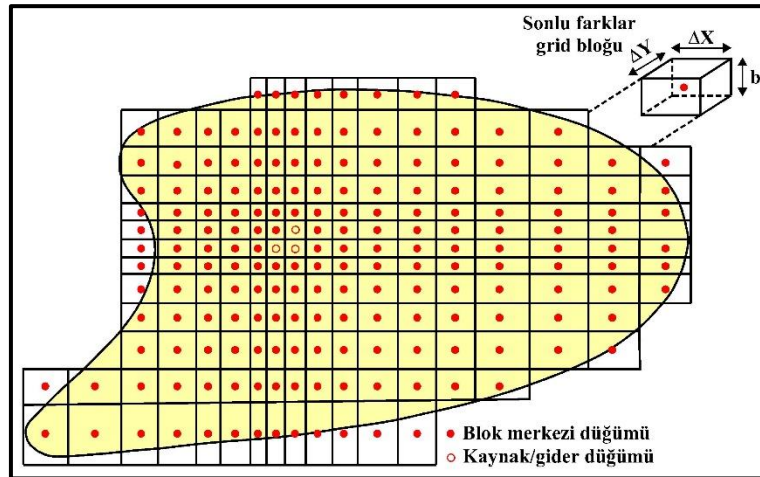 Sonlu farklar
grid bloğu
ΔY
ΔX
b
Blok merkezi düğümü
Kaynak/gider düğümü